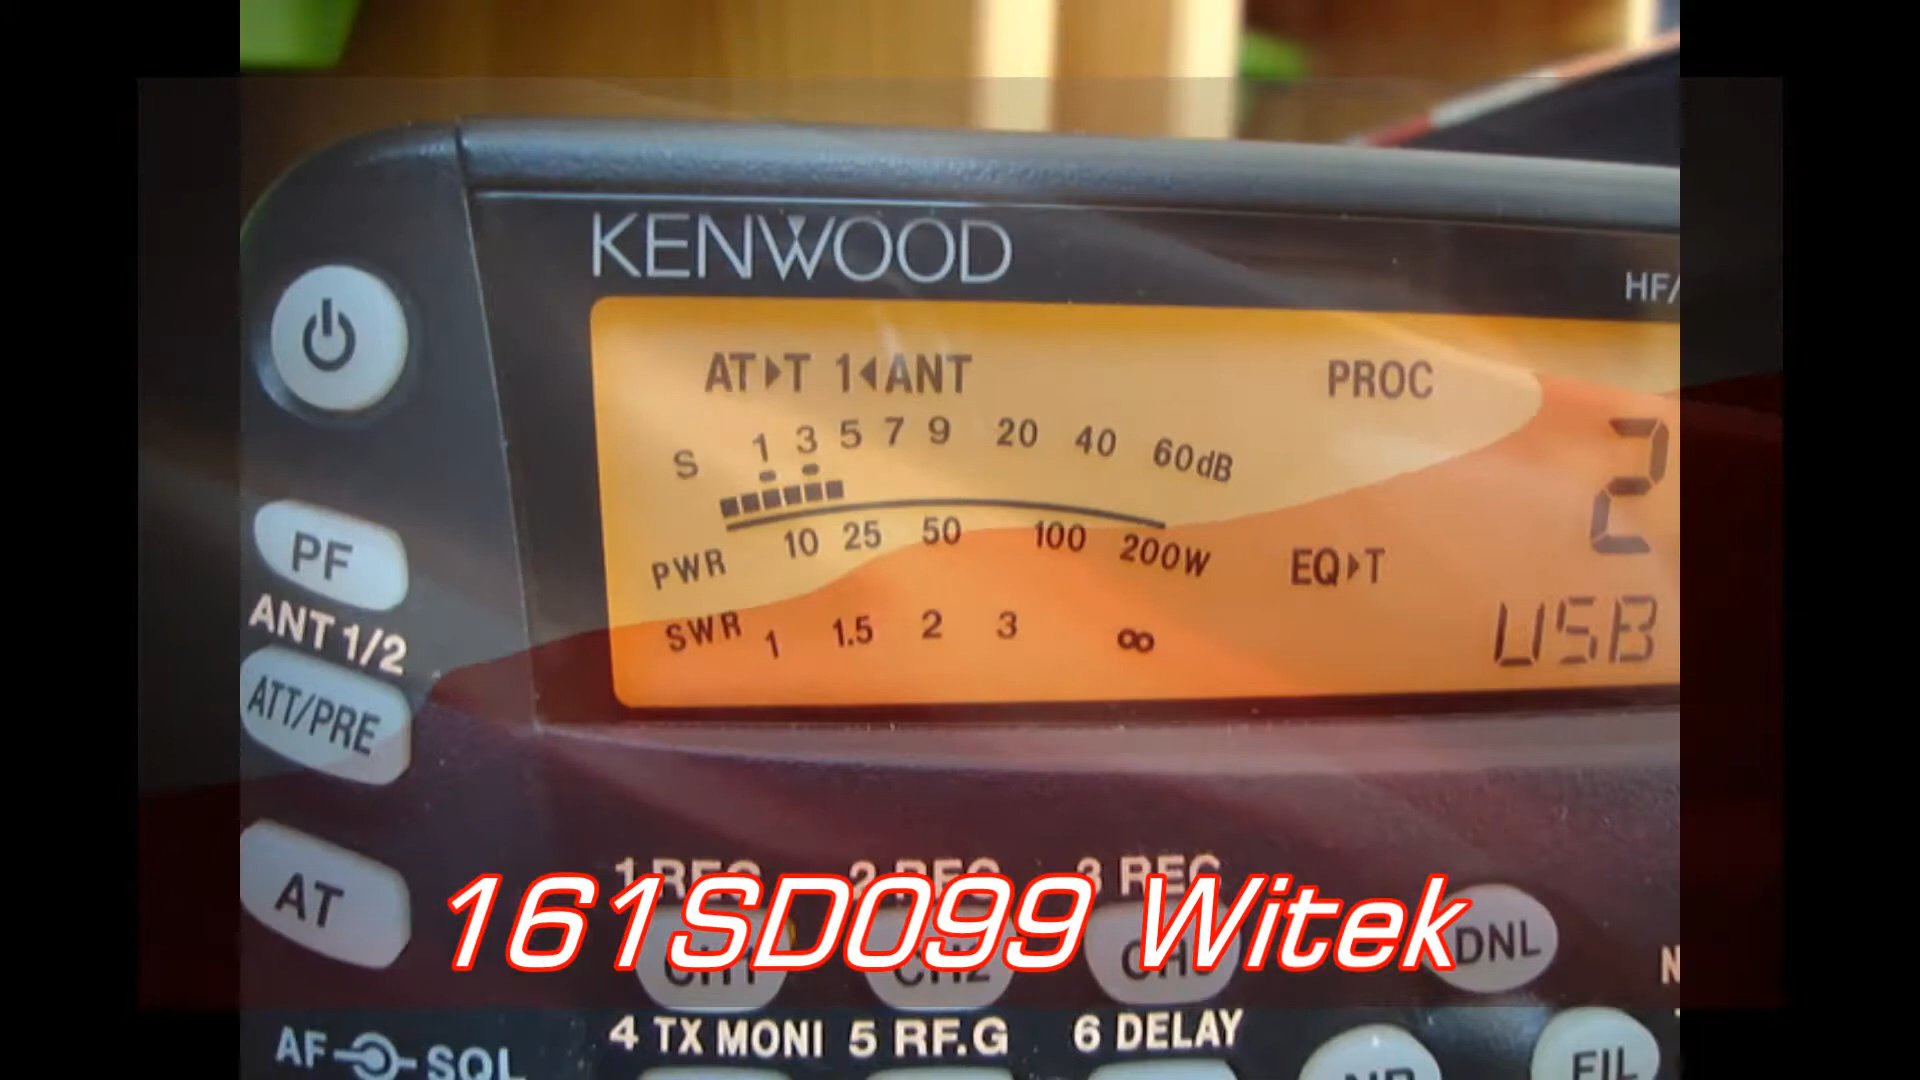 KENWOOD
HF/
AT▸T 1◂ANT PROC
S 1 3 5 7 9 20 40 60dB
2
PWR 10 25 50 100 200W
EQ▸T
SWR 1 1.5 2 3 ∞
USB
PF
ANT 1/2
ATT/PRE
AT
1 REC 2 REC 3 REC
161SD099 Witek
CH1 CH2 DNL
4 TX MONI 5 RF.G 6 DELAY
AF SQL
FIL